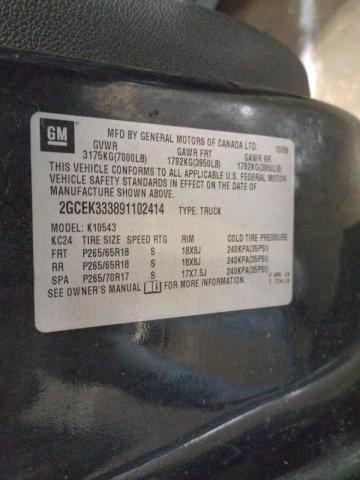 GM
MFD BY GENERAL MOTORS OF CANADA LTD.
10/08
GVWR GAWR FRT GAWR RR
3175KG(7000LB) 1792KG(3950LB) 1792KG(3950LB)
THIS VEHICLE CONFORMS TO ALL APPLICABLE U.S. FEDERAL MOTOR
VEHICLE SAFETY STANDARDS IN EFFECT ON THE DATE OF
MANUFACTURE SHOWN ABOVE.
2GCEK333891102414 TYPE: TRUCK
MODEL: K10543
KC24 TIRE SIZE SPEED RTG RIM COLD TIRE PRESSURE
FRT P265/65R18 S 18X8J 240KPA(35PSI)
RR P265/65R18 S 18X8J 240KPA(35PSI)
SPA P265/70R17 S 17X7.5J 240KPA(35PSI)
SEE OWNER'S MANUAL i FOR MORE INFORMATION.